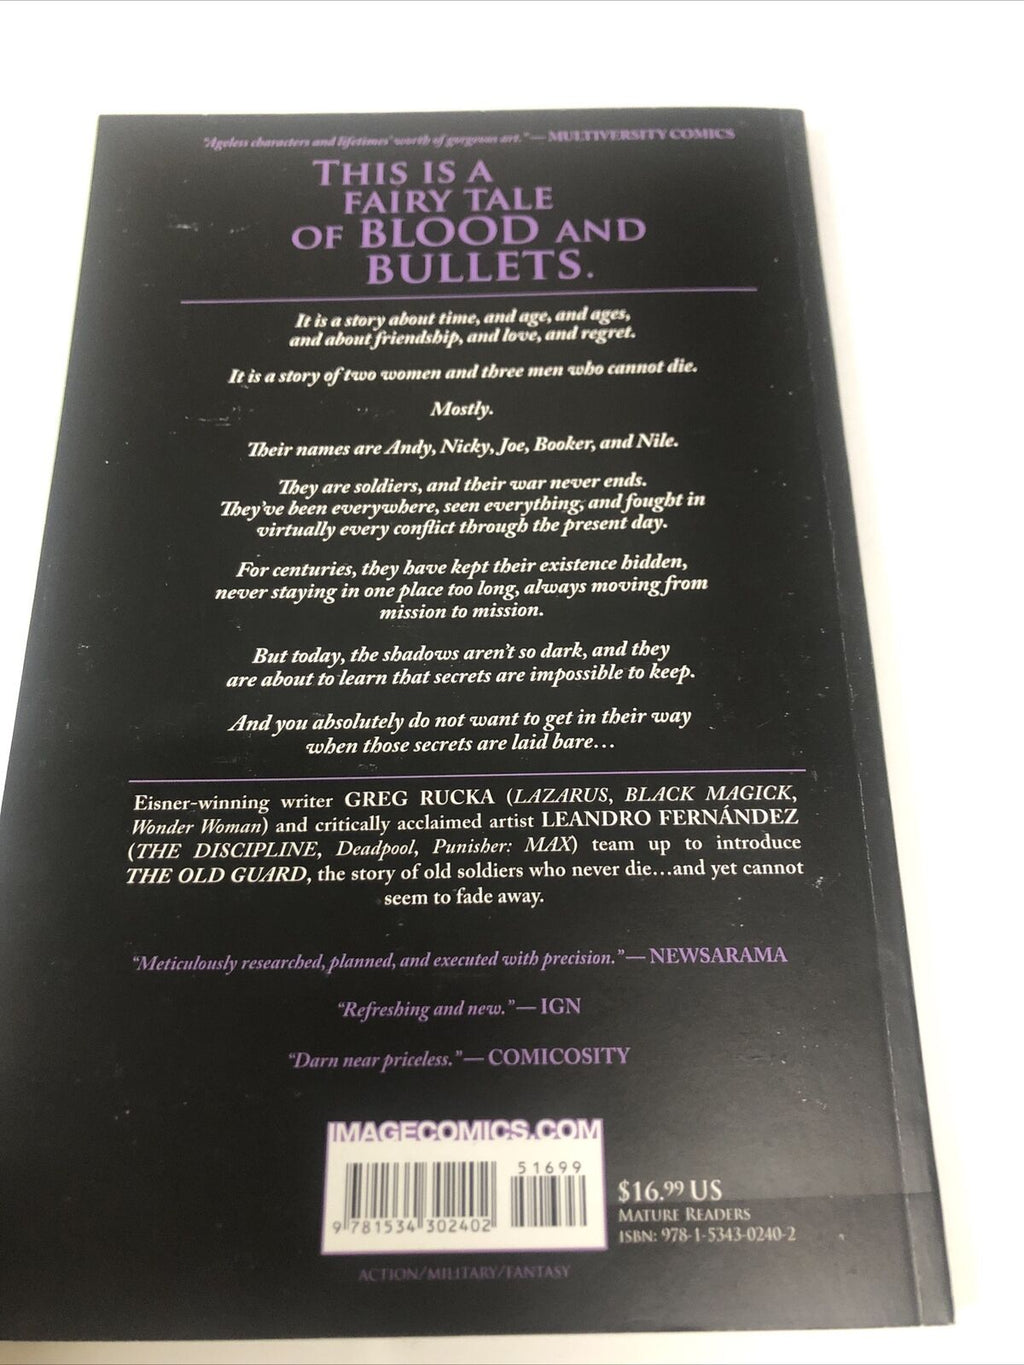 "Ageless characters and lifetimes' worth of gorgeous art."—MULTIVERSITY COMICS
THIS IS A
FAIRY TALE
OF BLOOD AND
BULLETS.
It is a story about time, and age, and ages,
and about friendship, and love, and regret.
It is a story of two women and three men who cannot die.
Mostly.
Their names are Andy, Nicky, Joe, Booker, and Nile.
They are soldiers, and their war never ends.
They've been everywhere, seen everything, and fought in
virtually every conflict through the present day.
For centuries, they have kept their existence hidden,
never staying in one place too long, always moving from
mission to mission.
But today, the shadows aren't so dark, and they
are about to learn that secrets are impossible to keep.
And you absolutely do not want to get in their way
when those secrets are laid bare...
Eisner-winning writer GREG RUCKA (LAZARUS, BLACK MAGICK,
Wonder Woman) and critically acclaimed artist LEANDRO FERNÁNDEZ
(THE DISCIPLINE, Deadpool, Punisher: MAX) team up to introduce
THE OLD GUARD, the story of old soldiers who never die...and yet cannot
seem to fade away.
"Meticulously researched, planned, and executed with precision."—NEWSARAMA
"Refreshing and new."—IGN
"Darn near priceless."—COMICOSITY
IMAGECOMICS.COM
51699
9 781534 302402
$16.99 US
MATURE READERS
ISBN: 978-1-5343-0240-2
ACTION/MILITARY/FANTASY